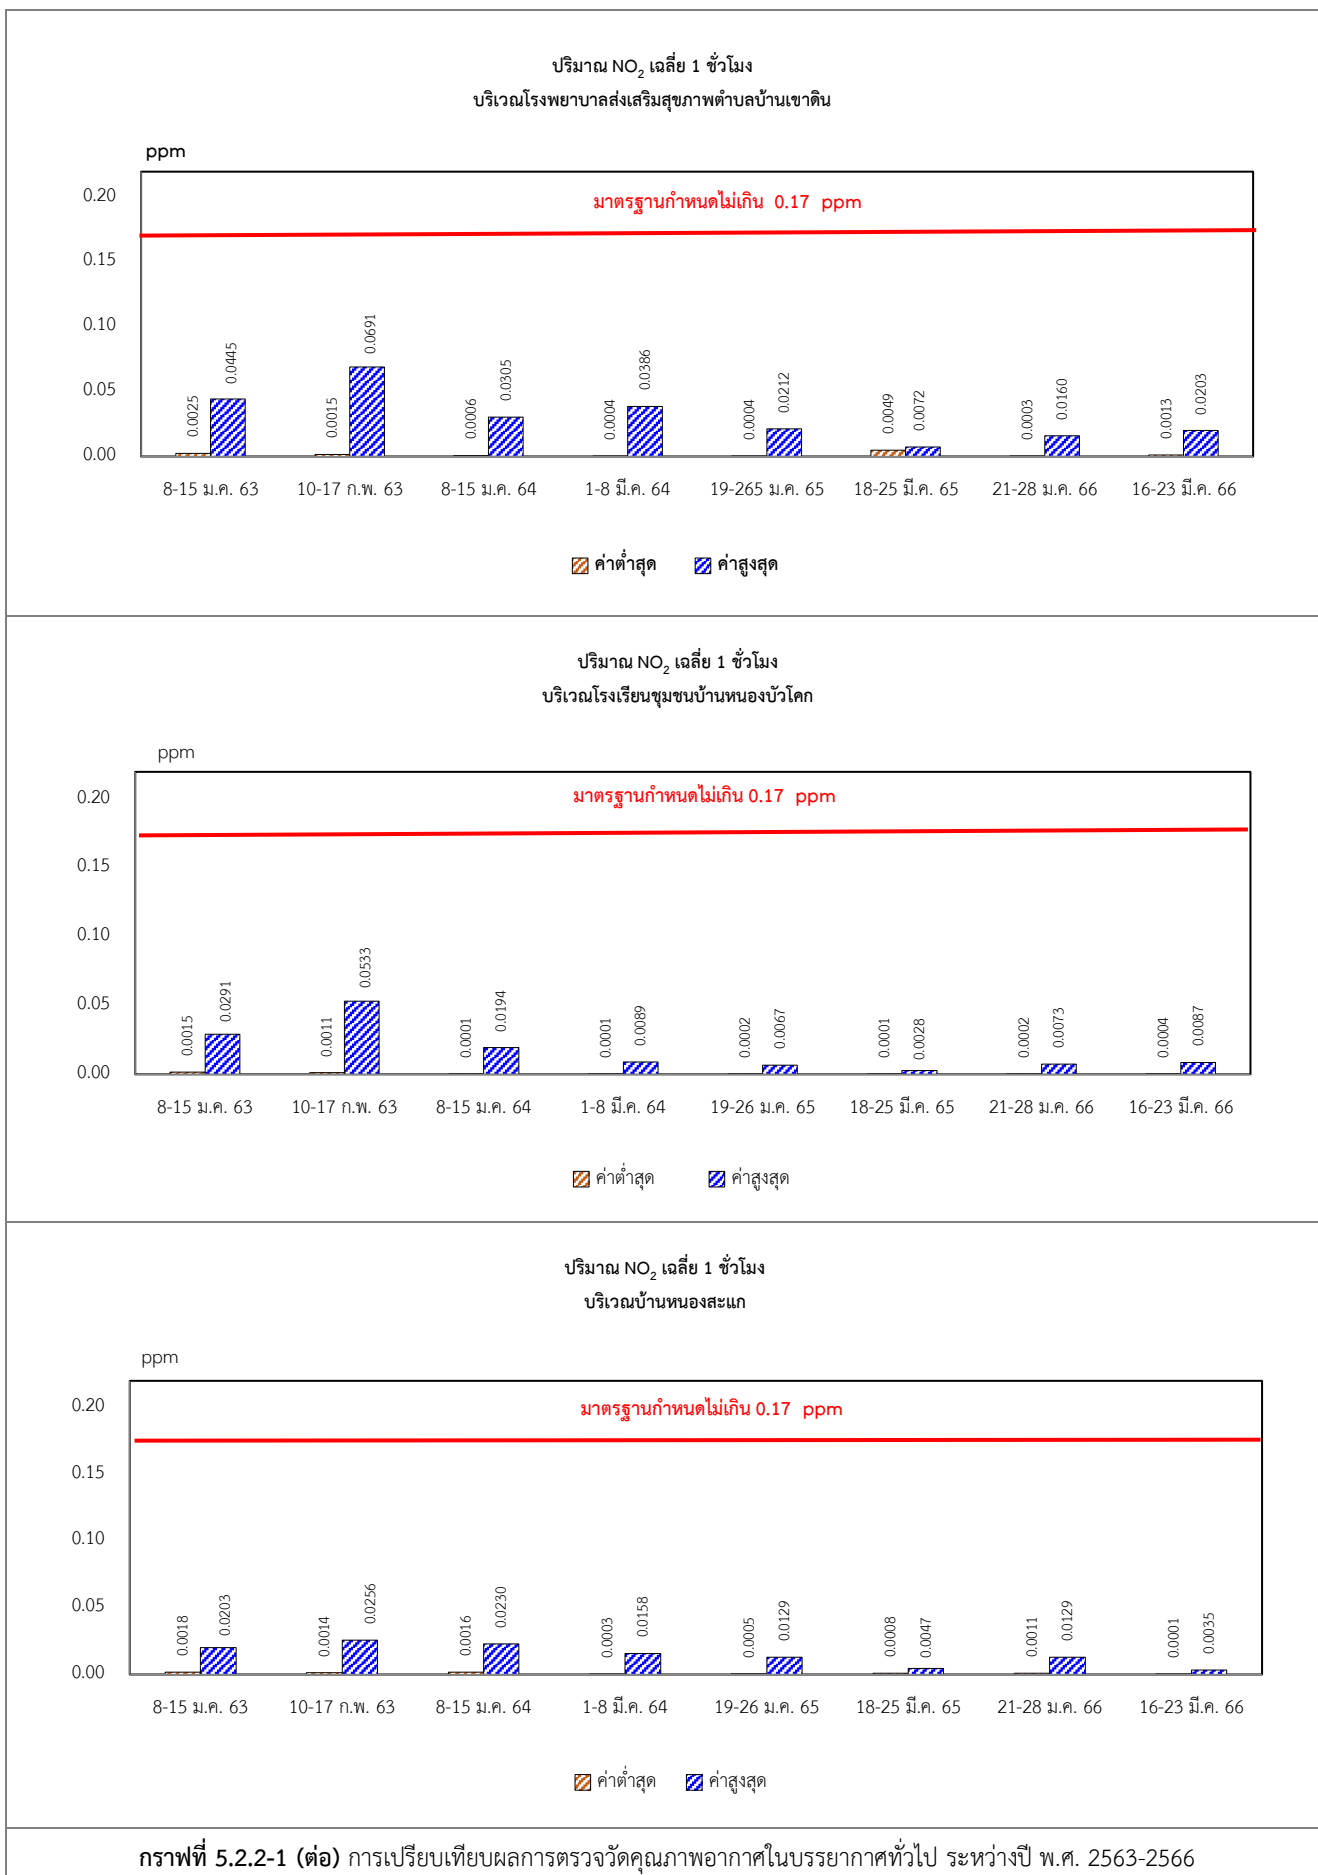 ปริมาณ NO2 เฉลี่ย 1 ชั่วโมง
บริเวณโรงพยาบาลส่งเสริมสุขภาพตำบลบ้านเขาดิน
ppm
มาตรฐานกำหนดไม่เกิน 0.17 ppm
0.20
0.15
0.10
0.05
0.00
0.0025 0.0445 0.0015 0.0691 0.0006 0.0305 0.0004 0.0386 0.0004 0.0212 0.0049 0.0072 0.0003 0.0160 0.0013 0.0203
8-15 ม.ค. 63 10-17 ก.พ. 63 8-15 ม.ค. 64 1-8 มี.ค. 64 19-265 ม.ค. 65 18-25 มี.ค. 65 21-28 ม.ค. 66 16-23 มี.ค. 66
ค่าต่ำสุด ค่าสูงสุด
ปริมาณ NO2 เฉลี่ย 1 ชั่วโมง
บริเวณโรงเรียนชุมชนบ้านหนองบัวโคก
ppm
มาตรฐานกำหนดไม่เกิน 0.17 ppm
0.20
0.15
0.10
0.05
0.00
0.0015 0.0291 0.0011 0.0533 0.0001 0.0194 0.0001 0.0089 0.0002 0.0067 0.0001 0.0028 0.0002 0.0073 0.0004 0.0087
8-15 ม.ค. 63 10-17 ก.พ. 63 8-15 ม.ค. 64 1-8 มี.ค. 64 19-26 ม.ค. 65 18-25 มี.ค. 65 21-28 ม.ค. 66 16-23 มี.ค. 66
ค่าต่ำสุด ค่าสูงสุด
ปริมาณ NO2 เฉลี่ย 1 ชั่วโมง
บริเวณบ้านหนองสะแก
ppm
มาตรฐานกำหนดไม่เกิน 0.17 ppm
0.20
0.15
0.10
0.05
0.00
0.0018 0.0203 0.0014 0.0256 0.0016 0.0230 0.0003 0.0158 0.0005 0.0129 0.0008 0.0047 0.0011 0.0129 0.0001 0.0035
8-15 ม.ค. 63 10-17 ก.พ. 63 8-15 ม.ค. 64 1-8 มี.ค. 64 19-26 ม.ค. 65 18-25 มี.ค. 65 21-28 ม.ค. 66 16-23 มี.ค. 66
ค่าต่ำสุด ค่าสูงสุด
กราฟที่ 5.2.2-1 (ต่อ) การเปรียบเทียบผลการตรวจวัดคุณภาพอากาศในบรรยากาศทั่วไป ระหว่างปี พ.ศ. 2563-2566